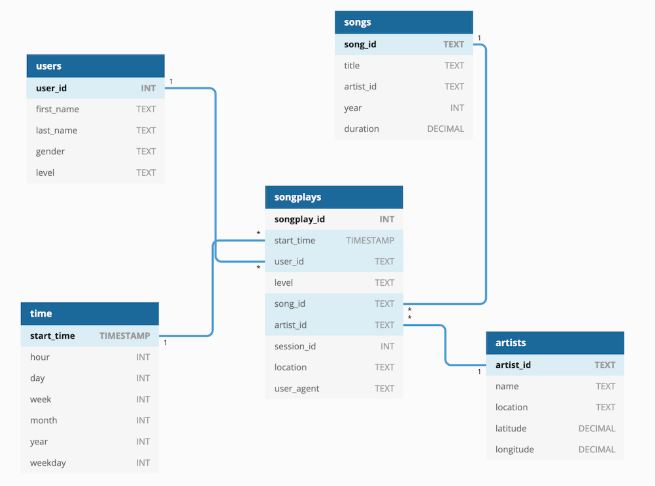 songs
song_id TEXT
title TEXT
artist_id TEXT
year INT
duration DECIMAL
1
users
user_id INT
first_name TEXT
last_name TEXT
gender TEXT
level TEXT
1
songplays
songplay_id INT
start_time TIMESTAMP
user_id TEXT
level TEXT
song_id TEXT
artist_id TEXT
session_id INT
location TEXT
user_agent TEXT
*
*
*
*
time
start_time TIMESTAMP
hour INT
day INT
week INT
month INT
year INT
weekday INT
1
artists
artist_id TEXT
name TEXT
location TEXT
latitude DECIMAL
longitude DECIMAL
1